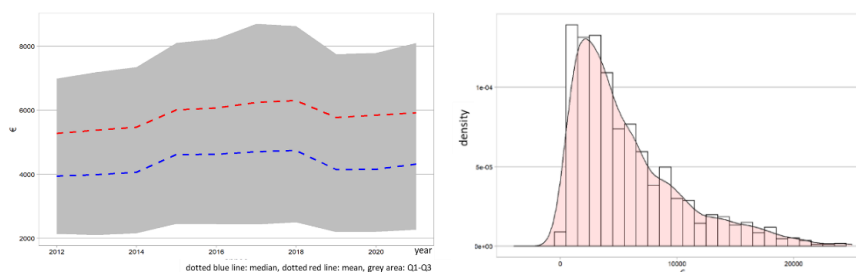 8000
6000
€
4000
2000
2012
2014
2016
2018
2020
year
dotted blue line: median, dotted red line: mean, grey area: Q1-Q3
1e-04
density
5e-05
0e+00
0
10000
20000